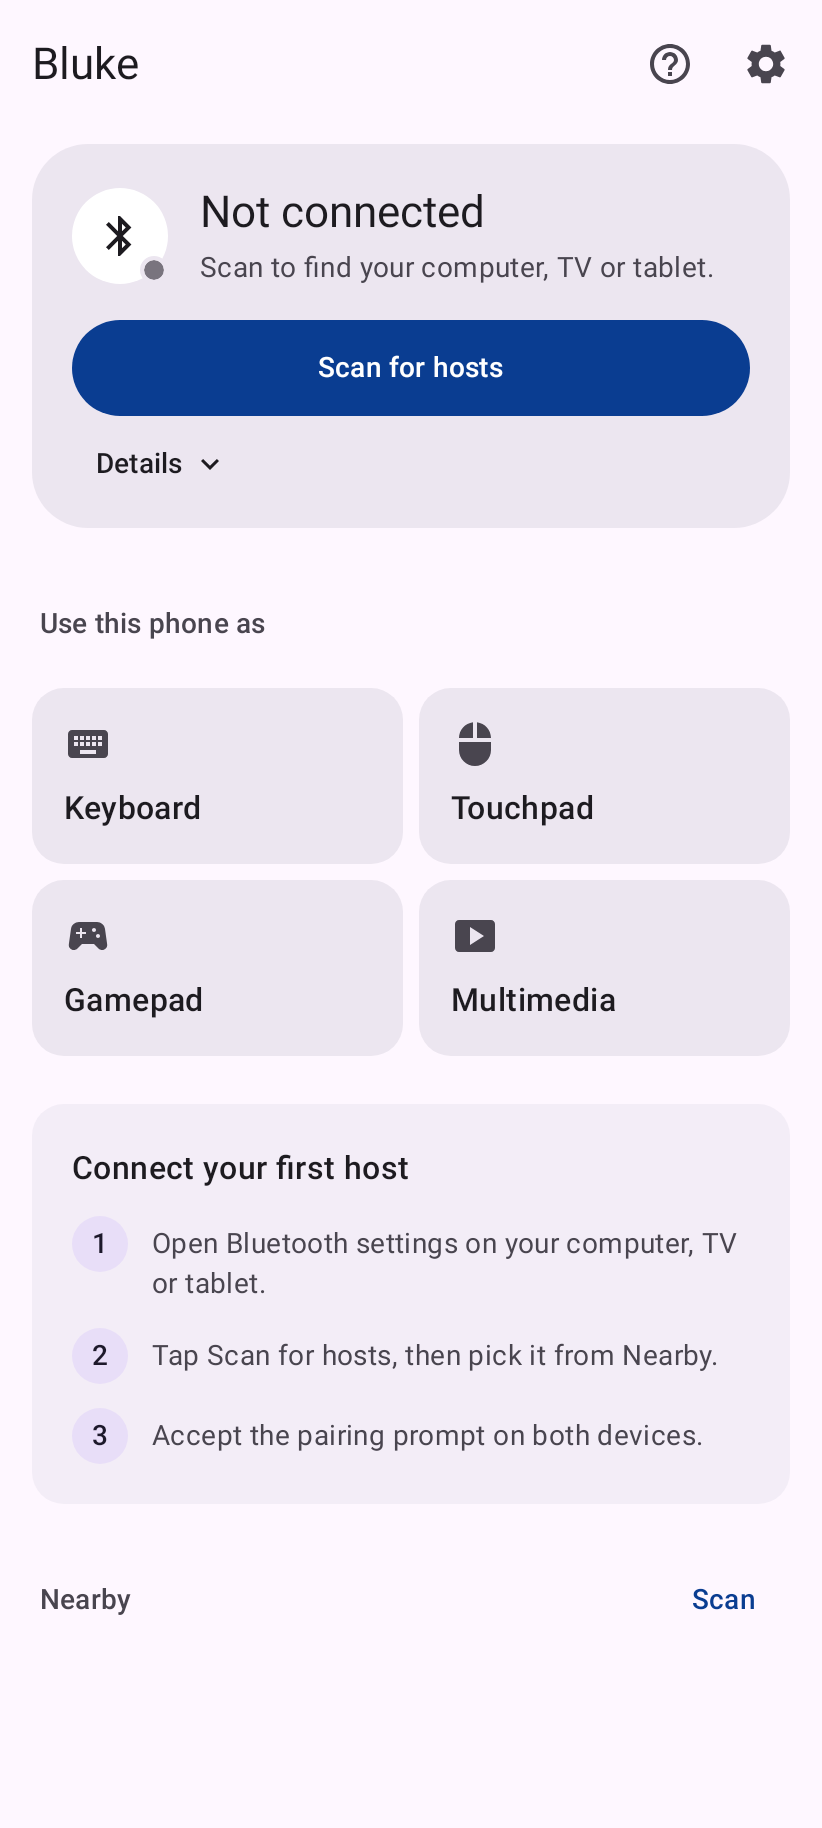 Bluke
Not connected
Scan to find your computer, TV or tablet.
Scan for hosts
Details
Use this phone as
Keyboard
Touchpad
Gamepad
Multimedia
Connect your first host
1 Open Bluetooth settings on your computer, TV
or tablet.
2 Tap Scan for hosts, then pick it from Nearby.
3 Accept the pairing prompt on both devices.
Nearby
Scan